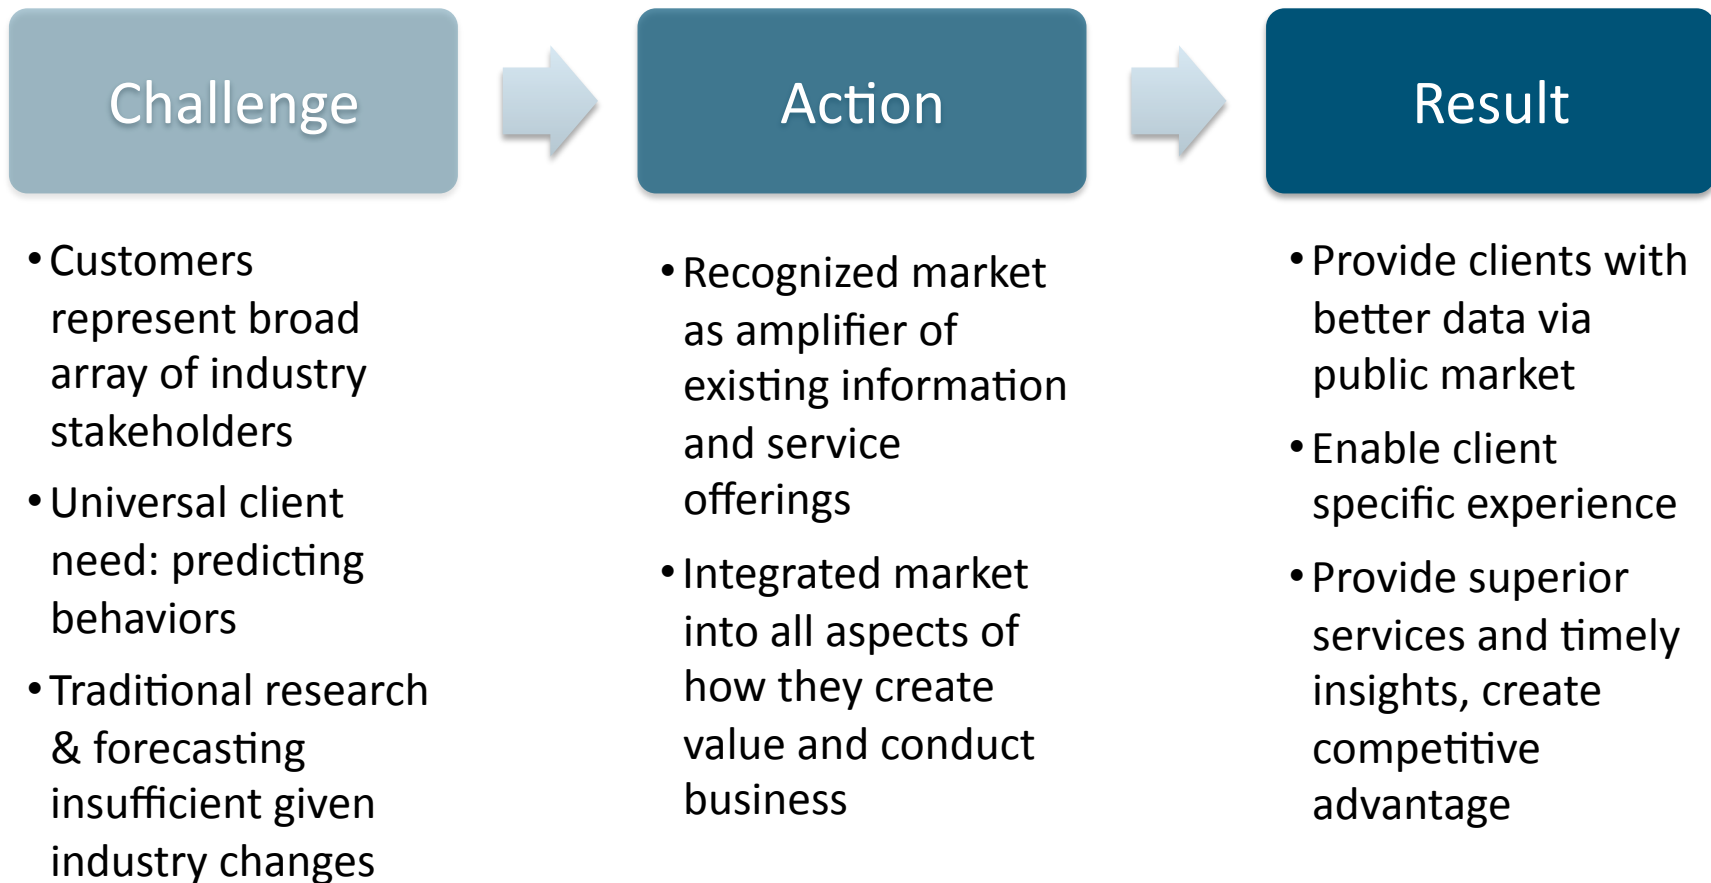 Challenge
• Customers
represent broad
array of industry
stakeholders
• Universal client
need: predicting
behaviors
• Traditional research
& forecasting
insufficient given
industry changes
Action
• Recognized market
as amplifier of
existing information
and service
offerings
• Integrated market
into all aspects of
how they create
value and conduct
business
Result
• Provide clients with
better data via
public market
• Enable client
specific experience
• Provide superior
services and timely
insights, create
competitive
advantage